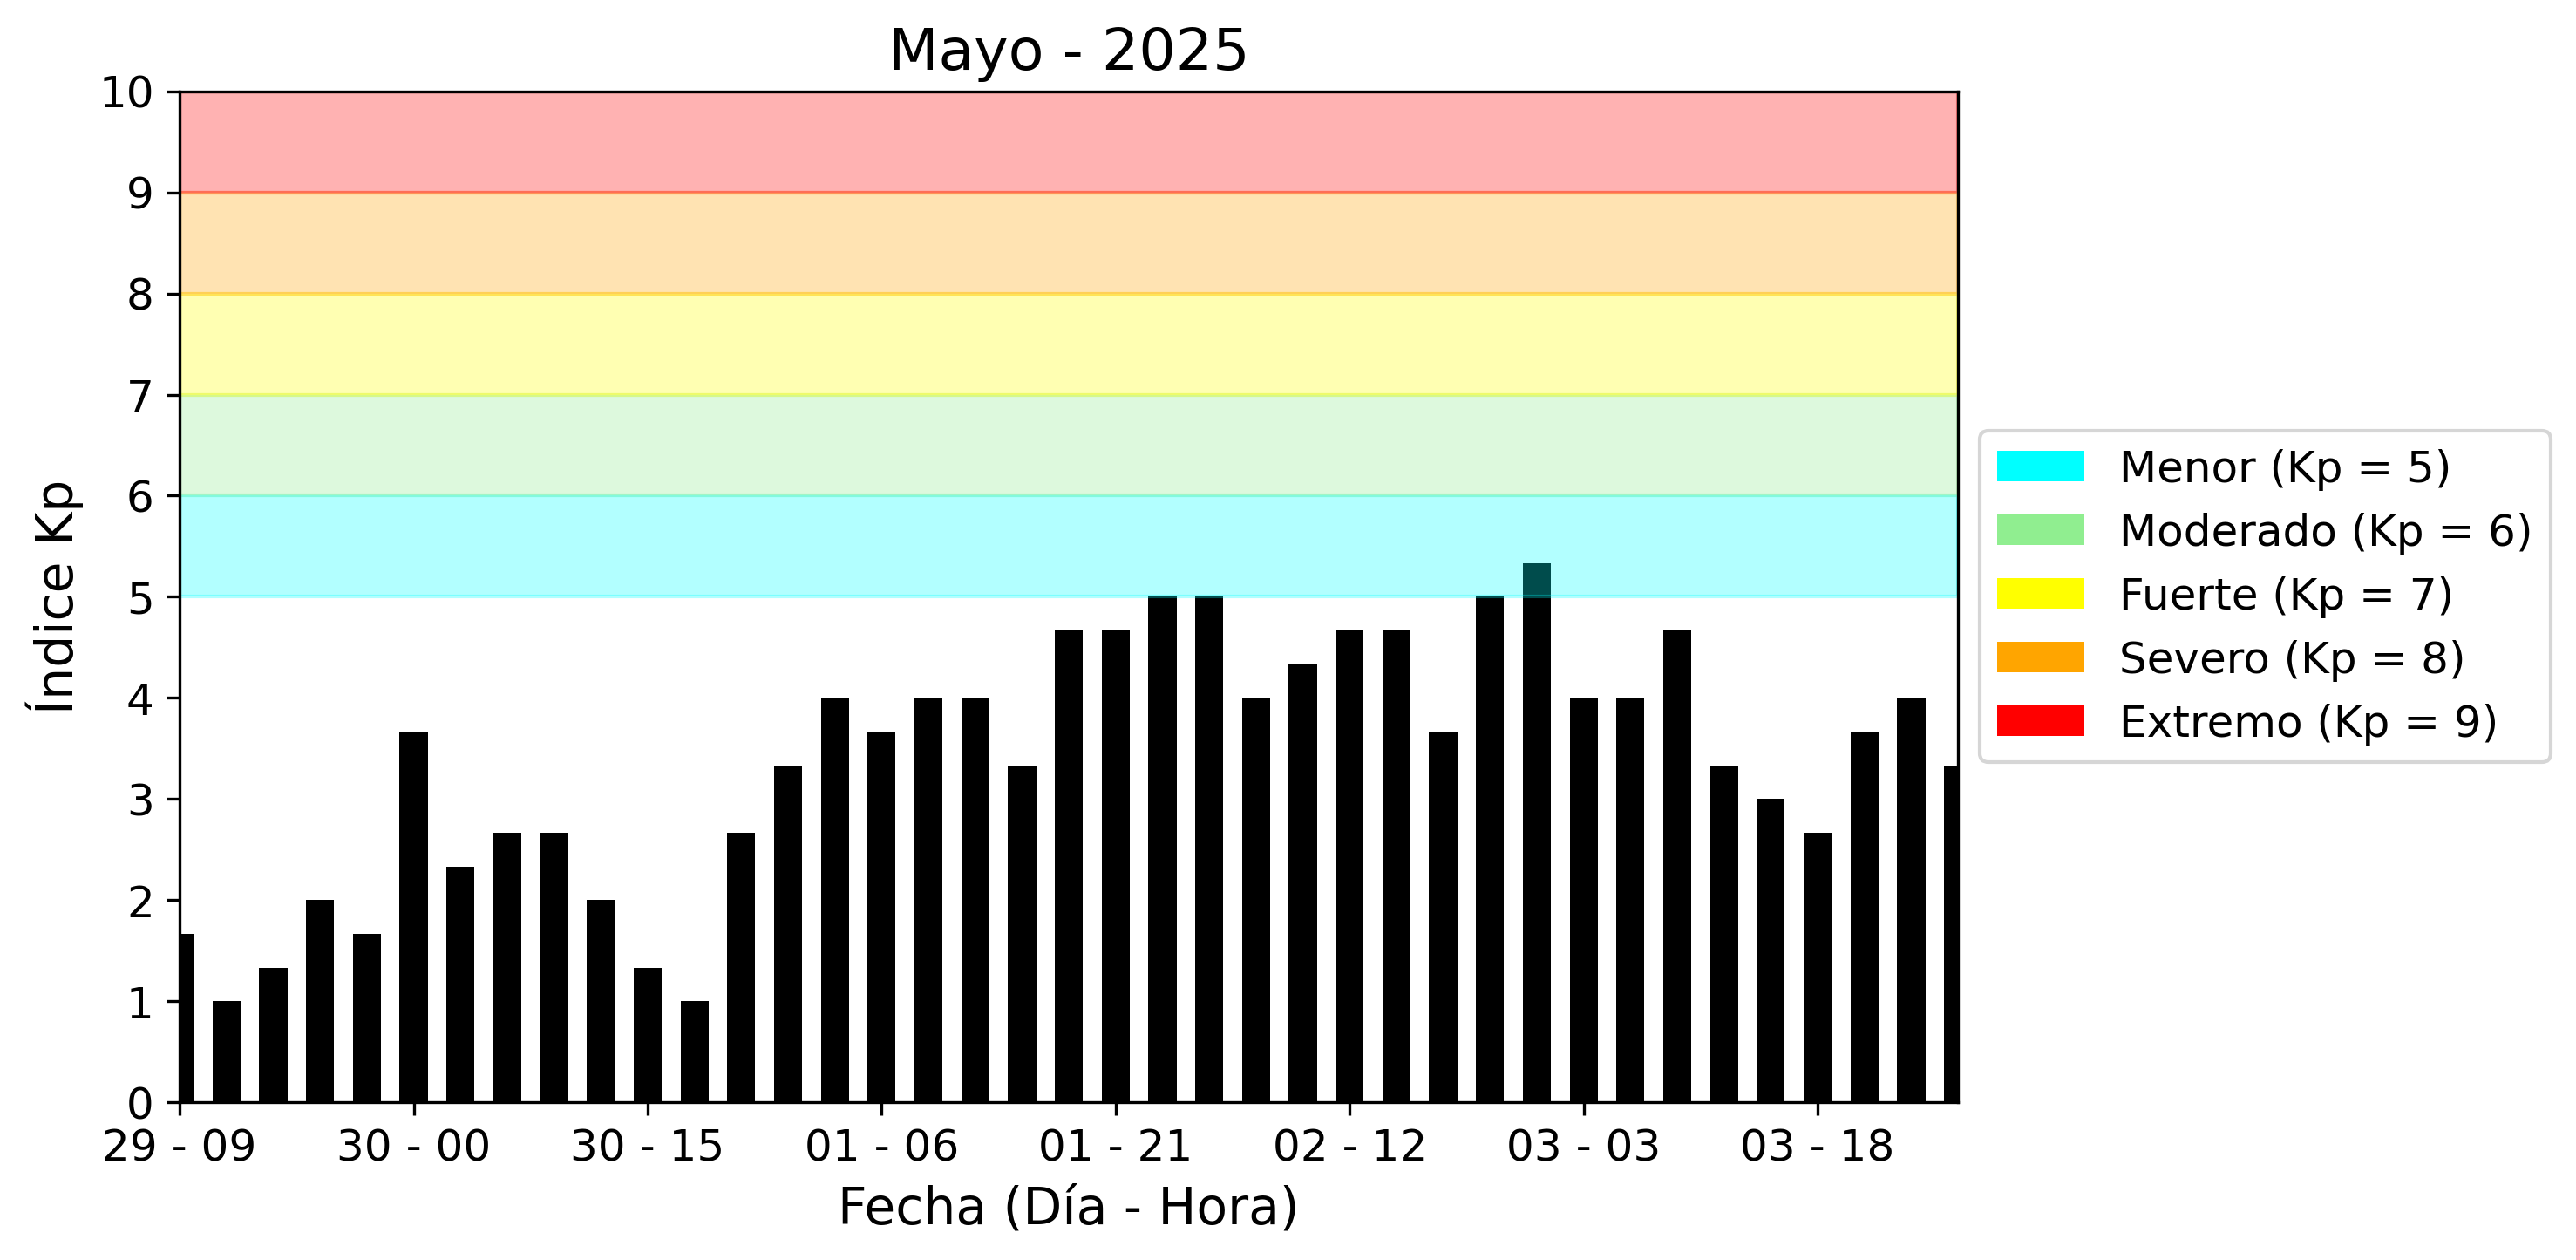 Mayo - 2025
10
9
8
7
6
5
4
3
2
1
0
Índice Kp
29 - 09
30 - 00
30 - 15
01 - 06
01 - 21
02 - 12
03 - 03
03 - 18
Fecha (Día - Hora)
Menor (Kp = 5)
Moderado (Kp = 6)
Fuerte (Kp = 7)
Severo (Kp = 8)
Extremo (Kp = 9)